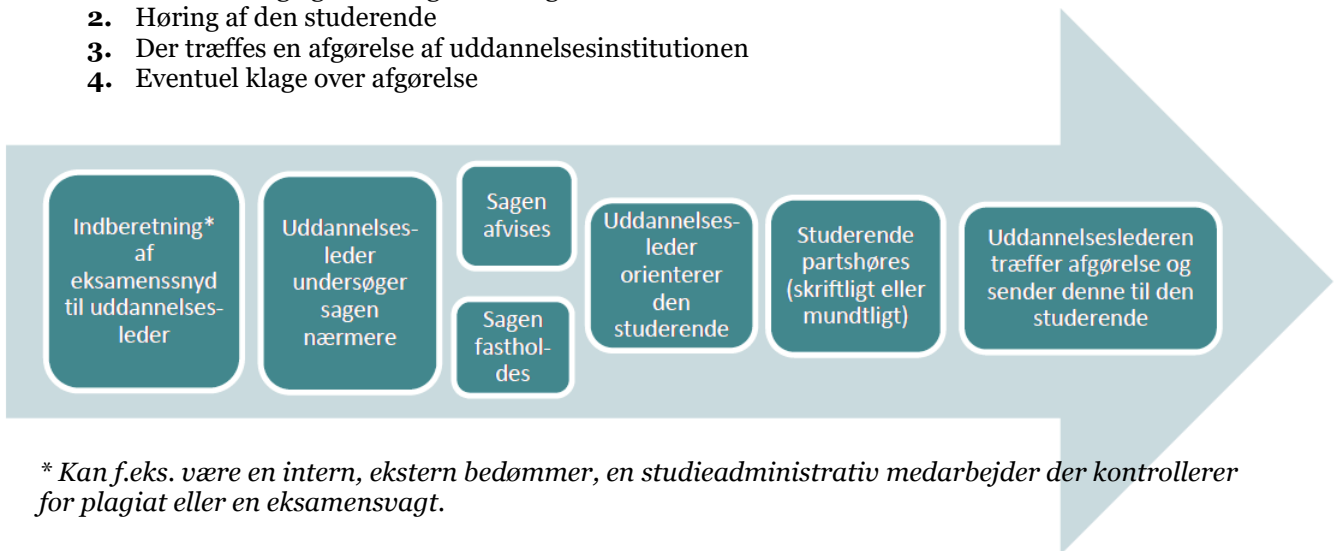 2. Høring af den studerende
3. Der træffes en afgørelse af uddannelsesinstitutionen
4. Eventuel klage over afgørelse
Indberetning*
af
eksamenssnyd
til uddannelses-
leder
Uddannelses-
leder
undersøger
sagen
nærmere
Sagen
afvises
Sagen
fasthol-
des
Uddannelses-
leder
orienterer
den
studerende
Studerende
partshøres
(skriftligt eller
mundtligt)
Uddannelseslederen
træffer afgørelse og
sender denne til den
studerende
* Kan f.eks. være en intern, ekstern bedømmer, en studieadministrativ medarbejder der kontrollerer
for plagiat eller en eksamensvagt.